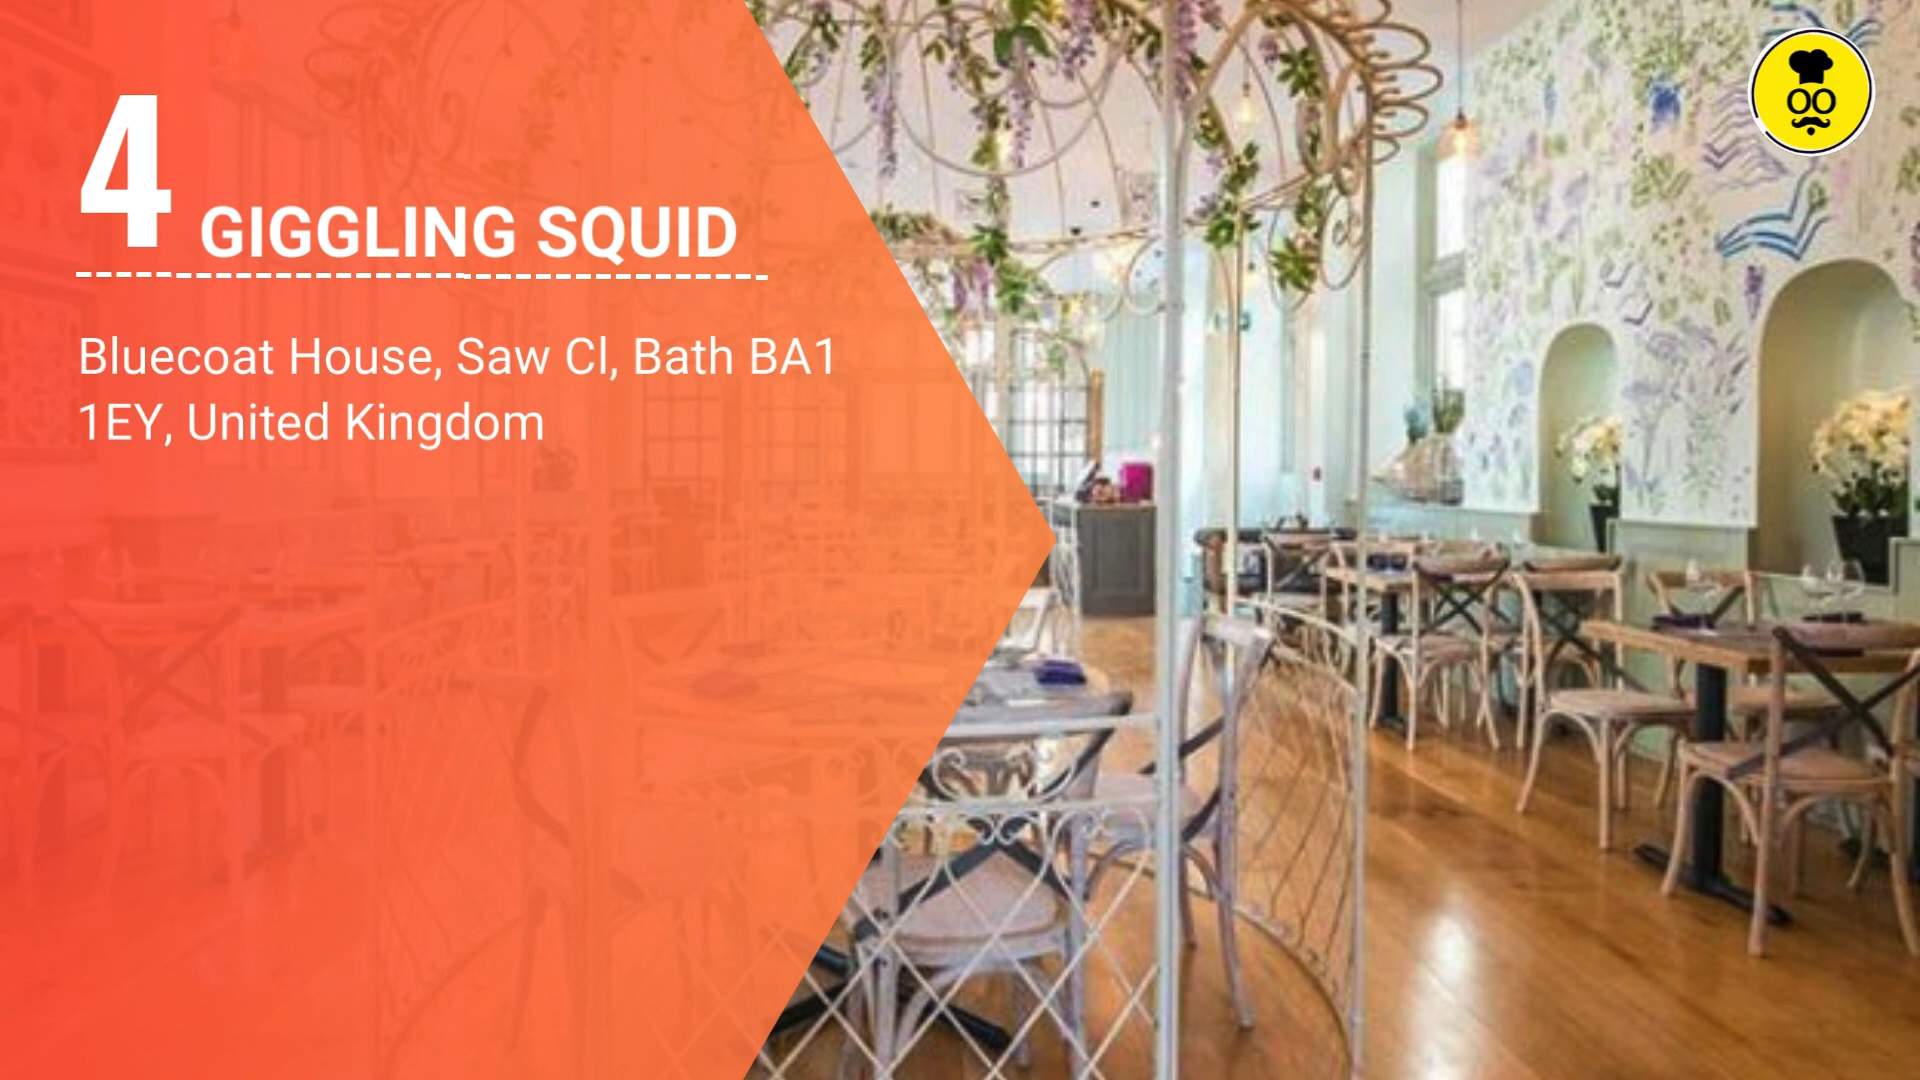 4 GIGGLING SQUID
Bluecoat House, Saw Cl, Bath BA1
1EY, United Kingdom